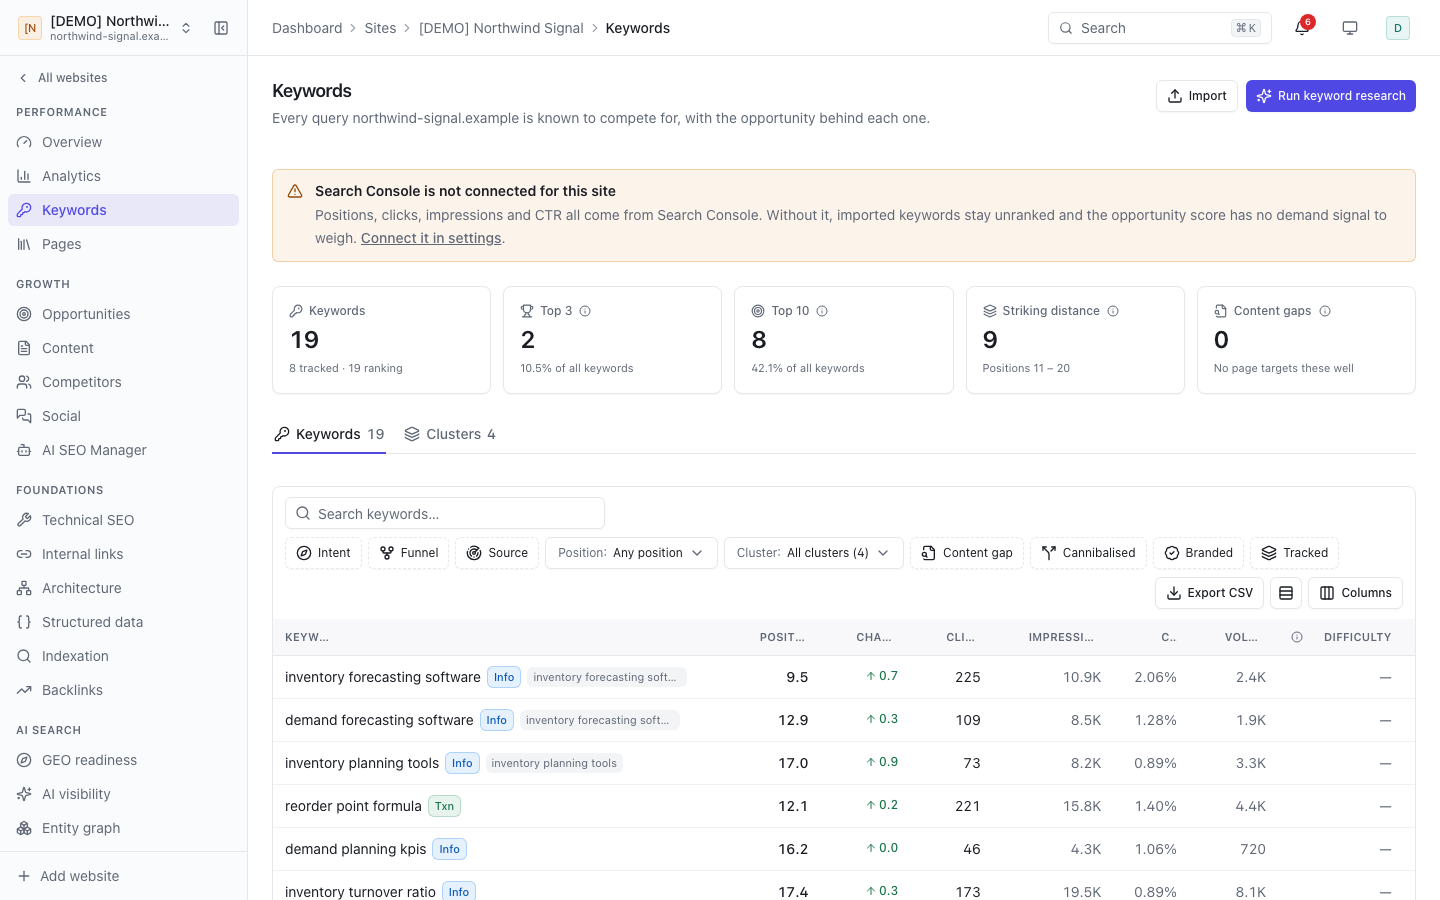 [N
[DEMO] Northwi...
northwind-signal.exa...
Dashboard > Sites > [DEMO] Northwind Signal > Keywords
Search
⌘ K
6
D
All websites
PERFORMANCE
Overview
Analytics
Keywords
Pages
GROWTH
Opportunities
Content
Competitors
Social
AI SEO Manager
FOUNDATIONS
Technical SEO
Internal links
Architecture
Structured data
Indexation
Backlinks
AI SEARCH
GEO readiness
AI visibility
Entity graph
Add website
Keywords
Every query northwind-signal.example is known to compete for, with the opportunity behind each one.
Import
Run keyword research
Search Console is not connected for this site
Positions, clicks, impressions and CTR all come from Search Console. Without it, imported keywords stay unranked and the opportunity score has no demand signal to
weigh. Connect it in settings.
Keywords
19
8 tracked · 19 ranking
Top 3
2
10.5% of all keywords
Top 10
8
42.1% of all keywords
Striking distance
9
Positions 11 – 20
Content gaps
0
No page targets these well
Keywords 19
Clusters 4
Search keywords...
Intent
Funnel
Source
Position: Any position
Cluster: All clusters (4)
Content gap
Cannibalised
Branded
Tracked
Export CSV
Columns
KEYW... POSIT... CHA... CLI... IMPRESSI... C.. VOL... DIFFICULTY
inventory forecasting software Info inventory forecasting soft... 9.5 ↑ 0.7 225 10.9K 2.06% 2.4K —
demand forecasting software Info inventory forecasting soft... 12.9 ↑ 0.3 109 8.5K 1.28% 1.9K —
inventory planning tools Info inventory planning tools 17.0 ↑ 0.9 73 8.2K 0.89% 3.3K —
reorder point formula Txn 12.1 ↑ 0.2 221 15.8K 1.40% 4.4K —
demand planning kpis Info 16.2 ↑ 0.0 46 4.3K 1.06% 720 —
inventory turnover ratio Info 17.4 ↑ 0.3 173 19.5K 0.89% 8.1K —